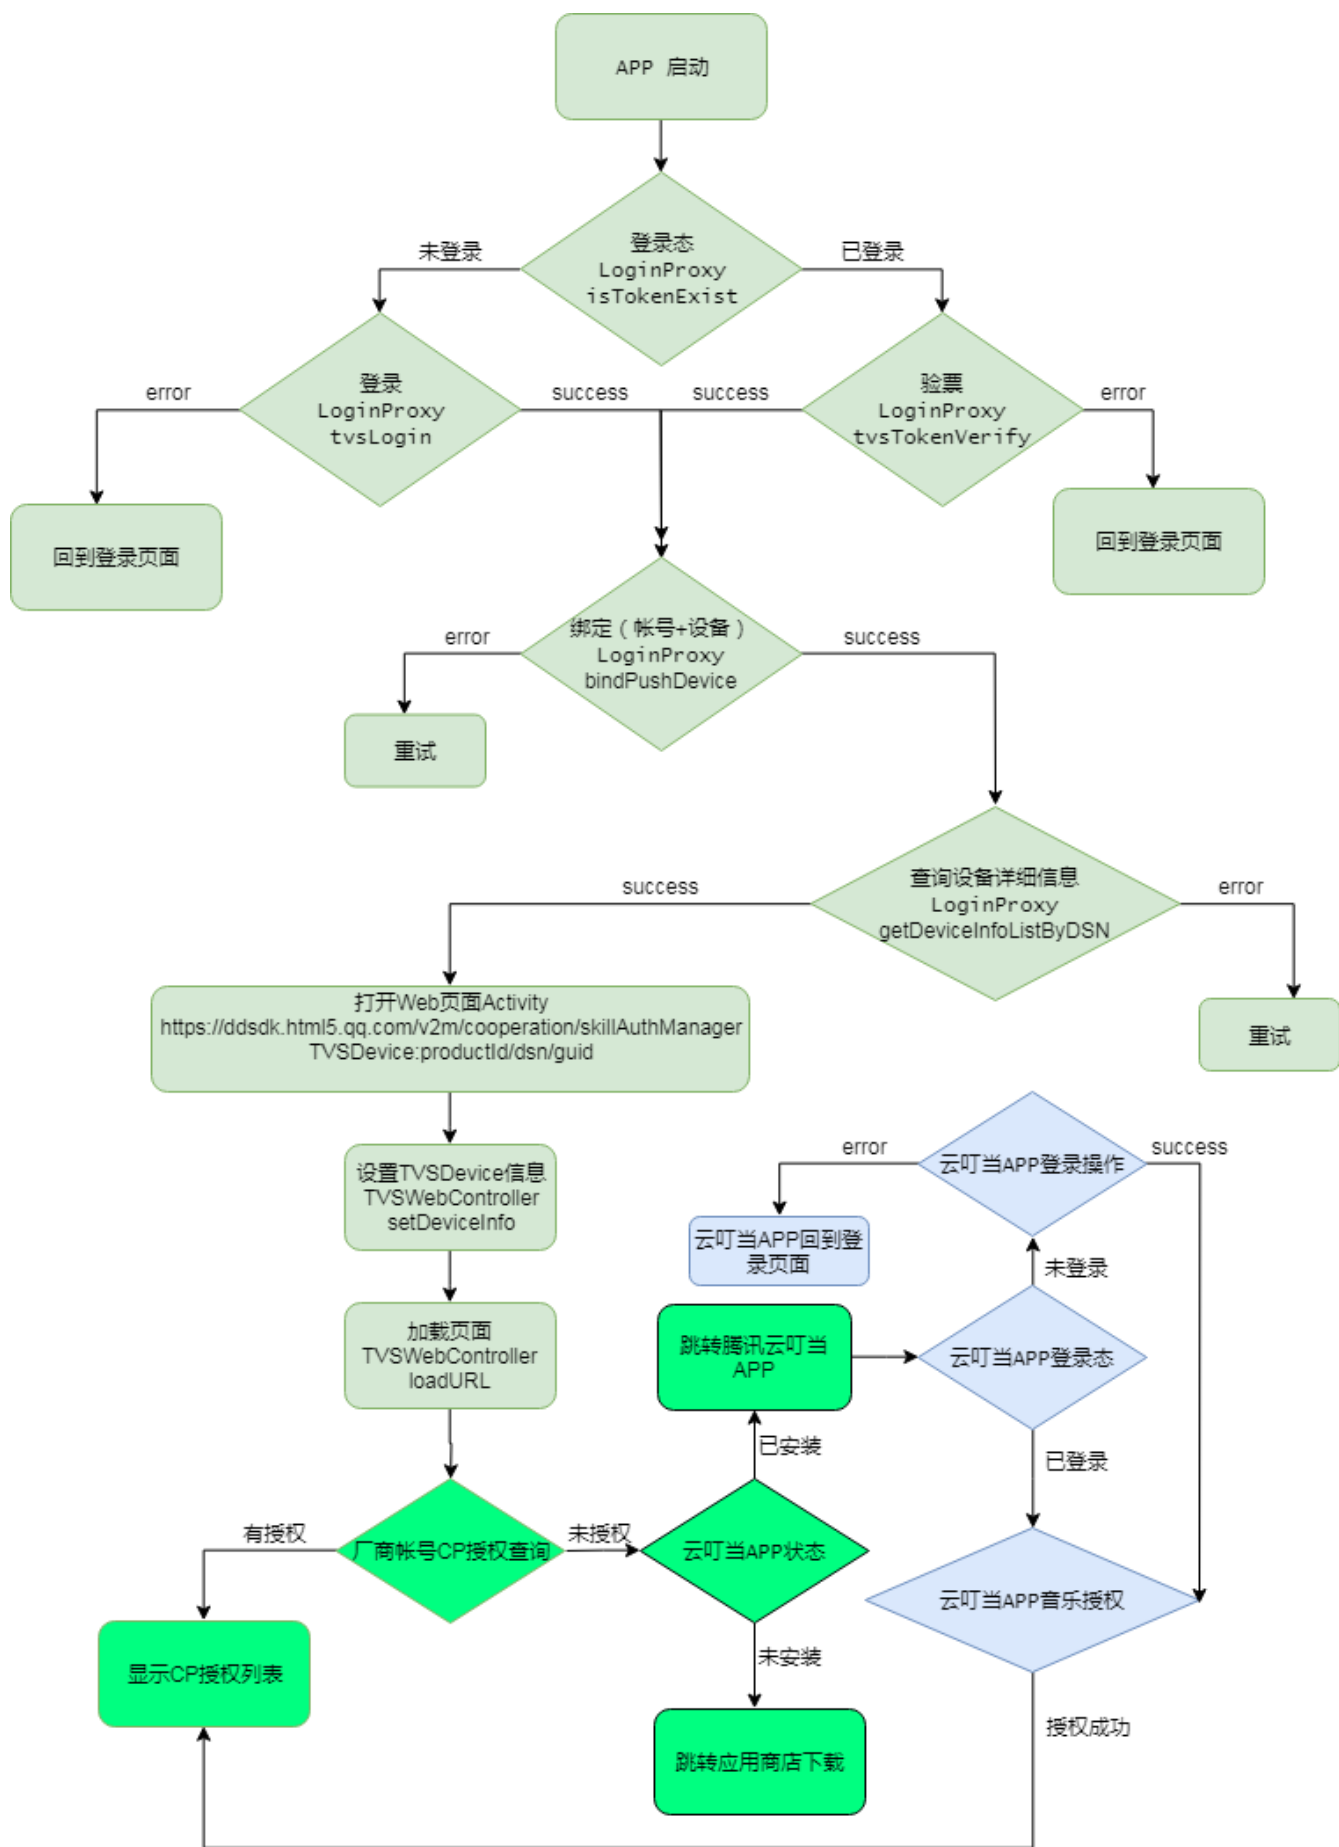 APP 启动
未登录
登录态
LoginProxy
isTokenExist
已登录
error
登录
LoginProxy
tvsLogin
success
success
验票
LoginProxy
tvsTokenVerify
error
回到登录页面
回到登录页面
error
绑定（帐号+设备）
LoginProxy
bindPushDevice
success
重试
success
查询设备详细信息
LoginProxy
getDeviceInfoListByDSN
error
打开Web页面Activity
https://ddsdk.html5.qq.com/v2m/cooperation/skillAuthManager
TVSDevice:productId/dsn/guid
重试
设置TVSDevice信息
TVSWebController
setDeviceInfo
error
云叮当APP登录操作
success
云叮当APP回到登
录页面
未登录
加载页面
TVSWebController
loadURL
跳转腾讯云叮当
APP
云叮当APP登录态
已安装
已登录
有授权
厂商帐号CP授权查询
未授权
云叮当APP状态
云叮当APP音乐授权
显示CP授权列表
未安装
跳转应用商店下载
授权成功